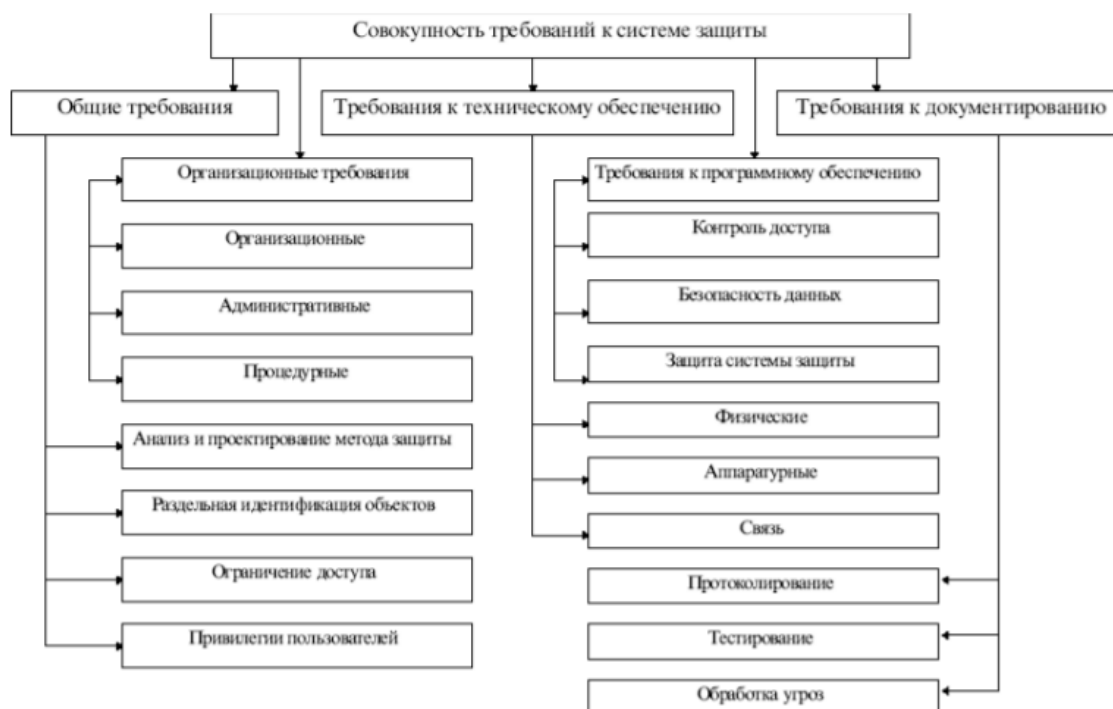 Совокупность требований к системе защиты
Общие требования
Требования к техническому обеспечению
Требования к документированию
Организационные требования
Организационные
Административные
Процедурные
Анализ и проектирование метода защиты
Раздельная идентификация объектов
Ограничение доступа
Привилегии пользователей
Требования к программному обеспечению
Контроль доступа
Безопасность данных
Защита системы защиты
Физические
Аппаратурные
Связь
Протоколирование
Тестирование
Обработка угроз